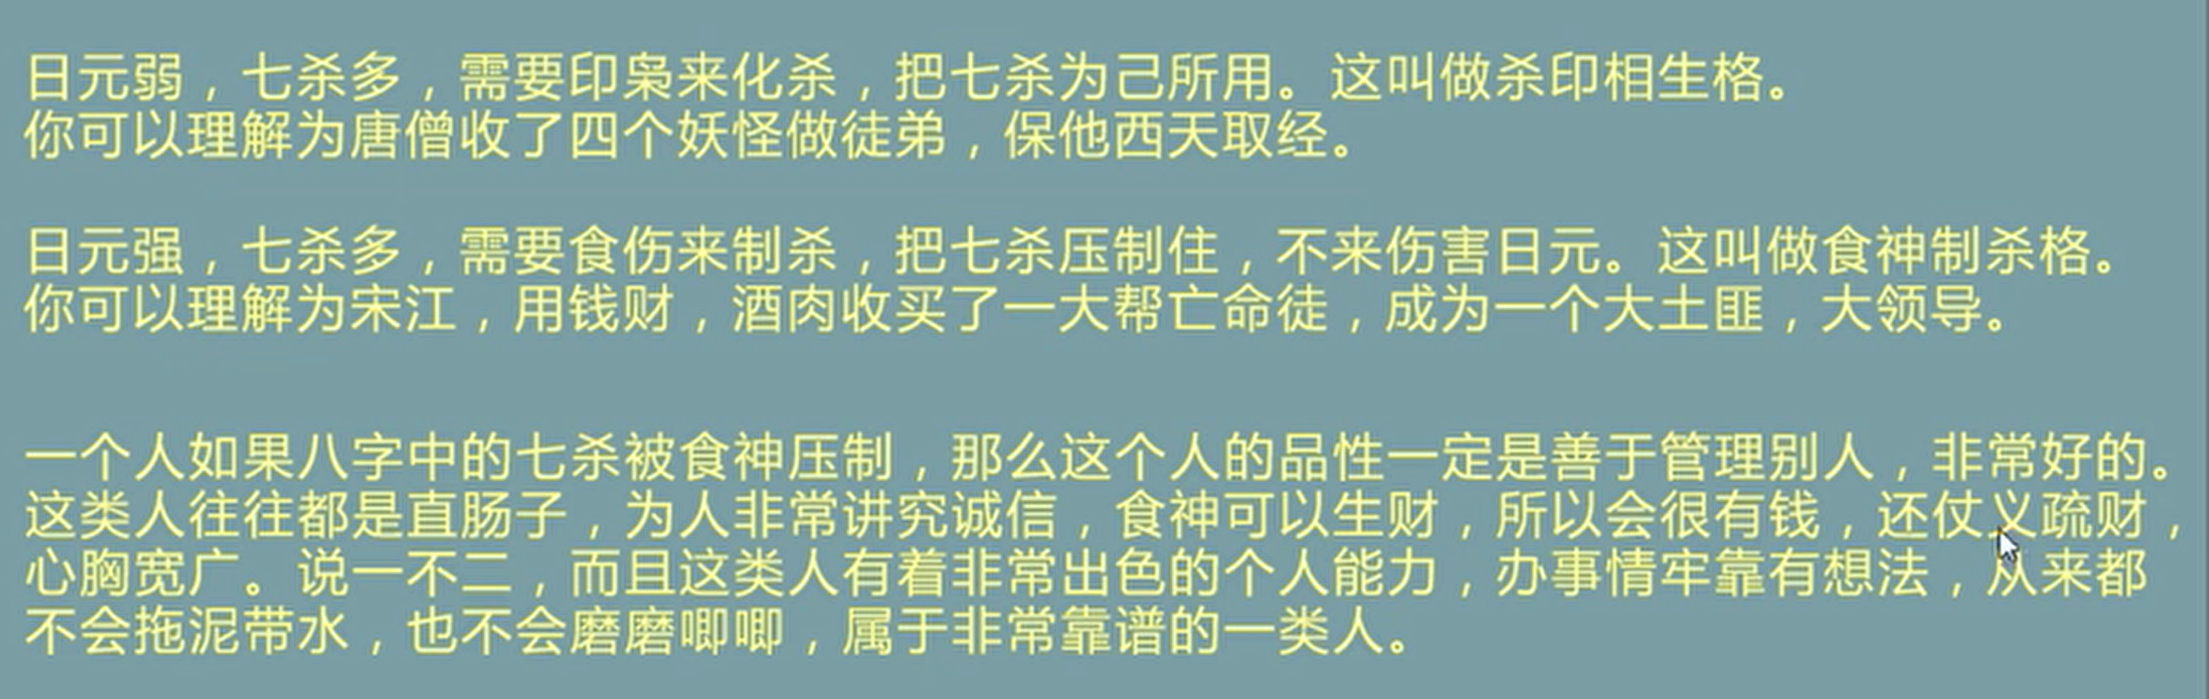 日元弱，七杀多，需要印枭来化杀，把七杀为己所用。这叫做杀印相生格。
你可以理解为唐僧收了四个妖怪做徒弟，保他西天取经。
日元强，七杀多，需要食伤来制杀，把七杀压制住，不来伤害日元。这叫做食神制杀格。
你可以理解为宋江，用钱财，酒肉收买了一大帮亡命徒，成为一个大土匪，大领导。
一个人如果八字中的七杀被食神压制，那么这个人的品性一定是善于管理别人，非常好的。
这类人往往都是直肠子，为人非常讲究诚信，食神可以生财，所以会很有钱，还仗义疏财，
心胸宽广。说一不二，而且这类人有着非常出色的个人能力，办事情牢靠有想法，从来都
不会拖泥带水，也不会磨磨唧唧，属于非常靠谱的一类人。